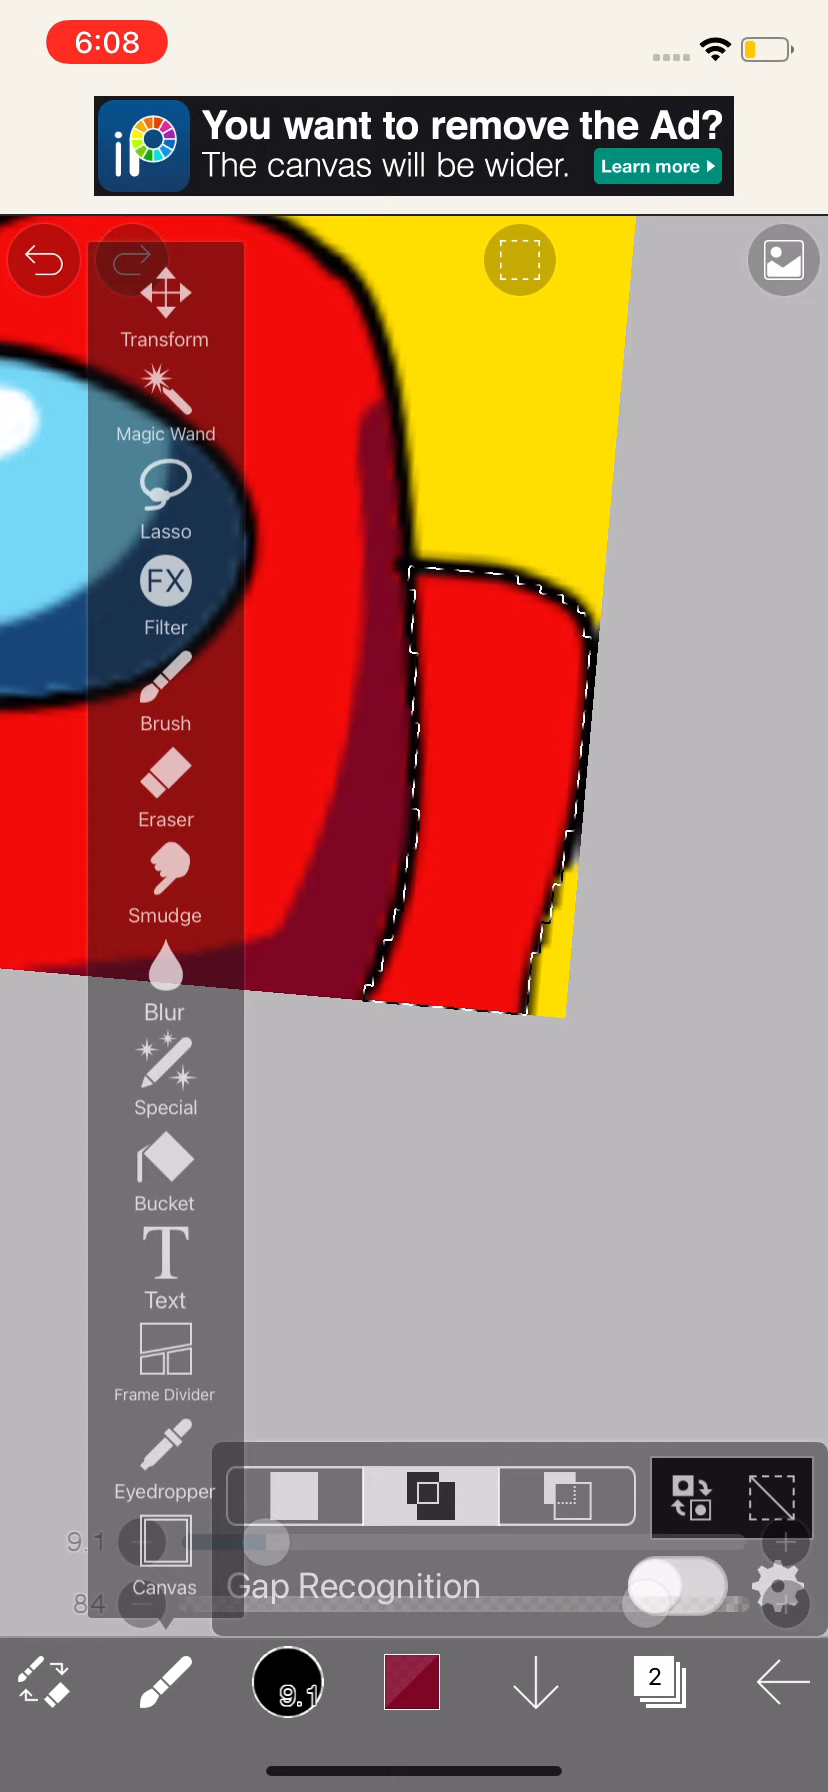 6:08
iP
You want to remove the Ad?
The canvas will be wider.
Learn more
Transform
Magic Wand
Lasso
FX
Filter
Brush
Eraser
Smudge
Blur
Special
Bucket
T
Text
Frame Divider
Eyedropper
9.1
Canvas
Gap Recognition
84
9.1
2